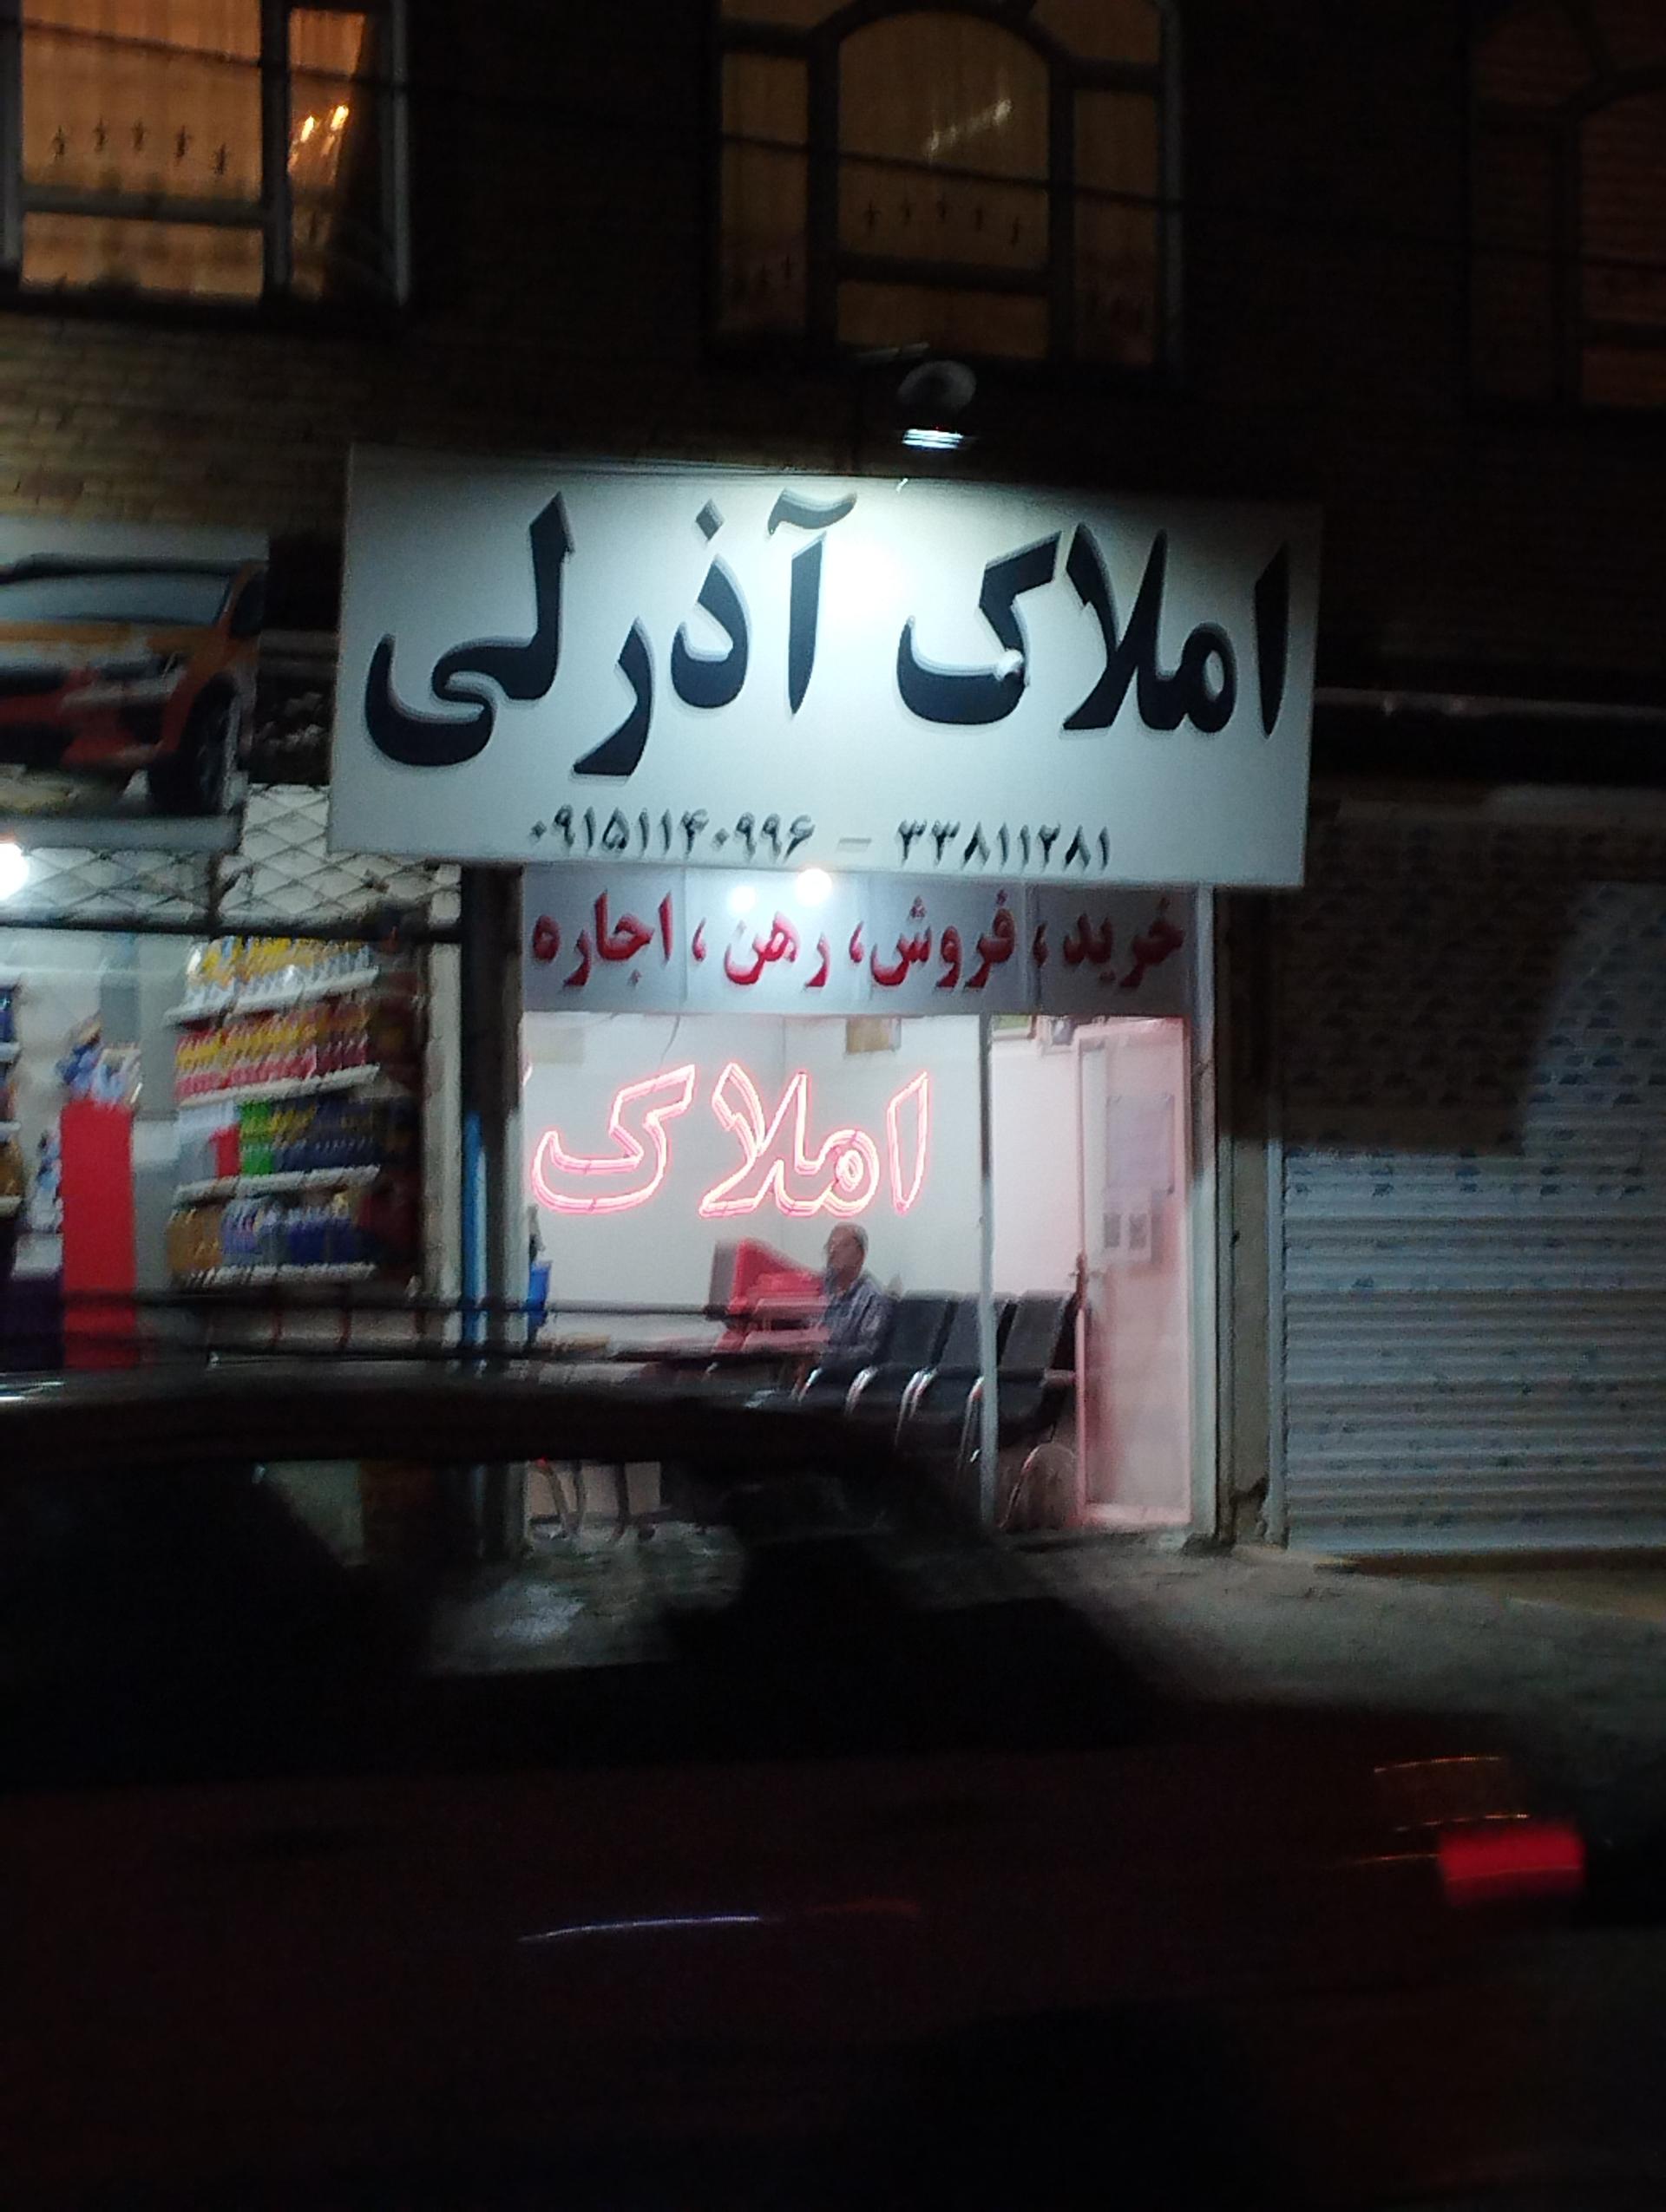 املاک آذرلی
۰۹۱۵۱۱۴۰۹۹۶ – ۳۳۸۱۱۲۸۱
خرید، فروش، رهن، اجاره
املاک